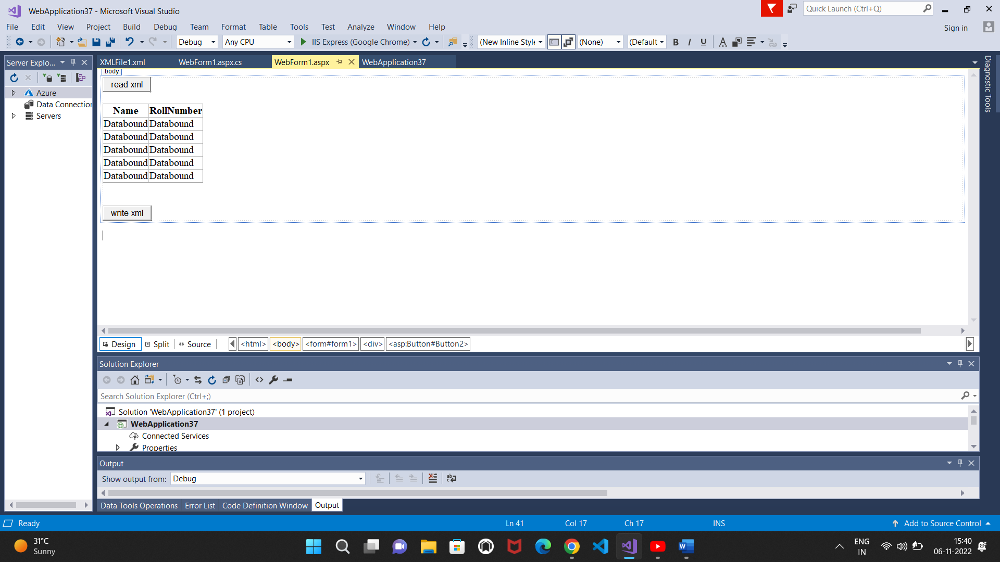 WebApplication37 - Microsoft Visual Studio
Quick Launch (Ctrl+Q)
File Edit View Project Build Debug Team Format Table Tools Test Analyze Window Help
Sign in
Debug Any CPU IIS Express (Google Chrome) (New Inline Style (None) (Default B I U
Server Explo...
XMLFile1.xml WebForm1.aspx.cs WebForm1.aspx WebApplication37
Diagnostic Tools
body
read xml
Azure
Data Connection
Servers
Name RollNumber
Databound Databound
Databound Databound
Databound Databound
Databound Databound
Databound Databound
write xml
Design Split Source <html> <body> <form#form1> <div> <asp:Button#Button2>
Solution Explorer
Search Solution Explorer (Ctrl+;)
Solution 'WebApplication37' (1 project)
WebApplication37
Connected Services
Properties
Output
Show output from: Debug
Data Tools Operations Error List Code Definition Window Output
Ready Ln 41 Col 17 Ch 17 INS Add to Source Control
31°C
Sunny
ENG
IN
15:40
06-11-2022